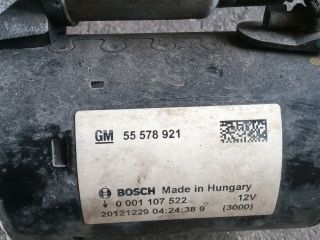 GM 55 578 921
BOSCH Made in Hungary
0 001 107 522 12V
20121229 04:24:38 9 (3000)